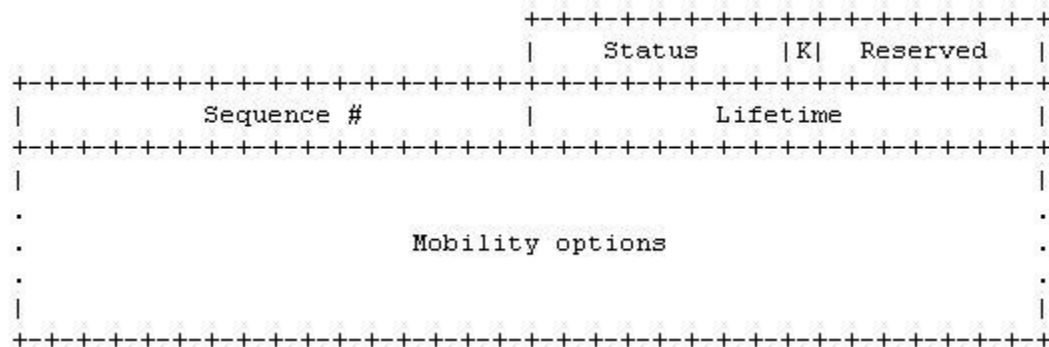 +-+-+-+-+-+-+-+-+-+-+-+-+-+-+-+-+
                                |    Status     |K|  Reserved   |
+-+-+-+-+-+-+-+-+-+-+-+-+-+-+-+-+-+-+-+-+-+-+-+-+-+-+-+-+-+-+-+-+
|           Sequence #          |           Lifetime            |
+-+-+-+-+-+-+-+-+-+-+-+-+-+-+-+-+-+-+-+-+-+-+-+-+-+-+-+-+-+-+-+-+
|                                                               |
.                                                               .
.                        Mobility options                       .
.                                                               .
|                                                               |
+-+-+-+-+-+-+-+-+-+-+-+-+-+-+-+-+-+-+-+-+-+-+-+-+-+-+-+-+-+-+-+-+